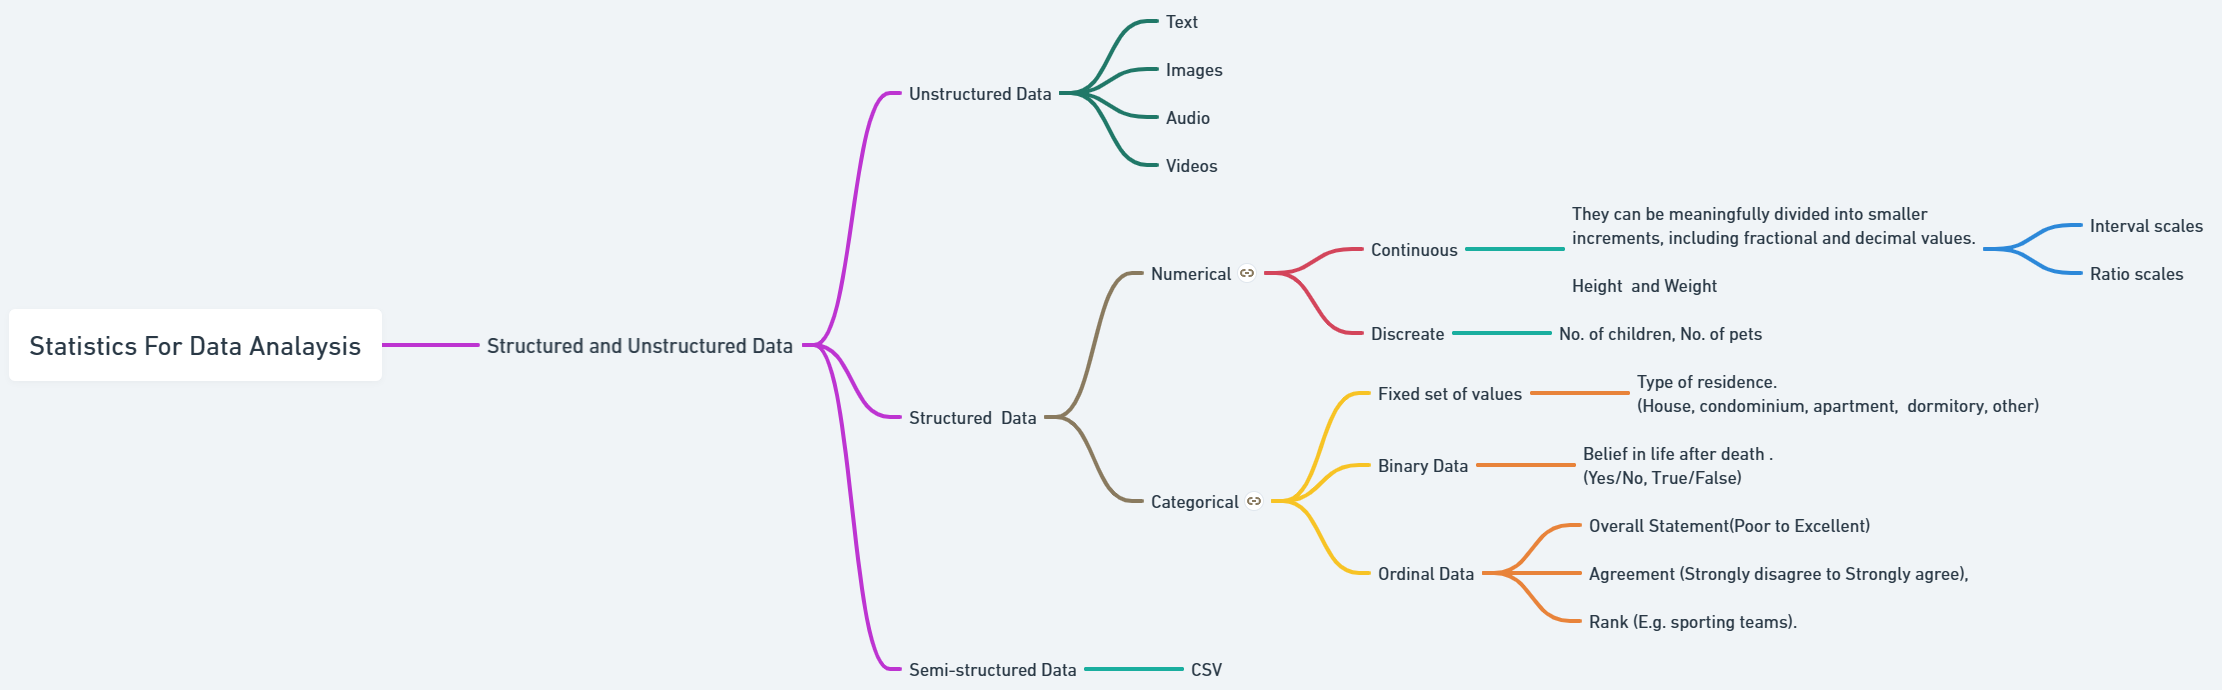 Statistics For Data Analaysis
Structured and Unstructured Data
Unstructured Data
Text
Images
Audio
Videos
Structured  Data
Numerical
Continuous
They can be meaningfully divided into smaller
increments, including fractional and decimal values.
Height  and Weight
Interval scales
Ratio scales
Discreate
No. of children, No. of pets
Categorical
Fixed set of values
Type of residence.
(House, condominium, apartment,  dormitory, other)
Binary Data
Belief in life after death .
(Yes/No, True/False)
Ordinal Data
Overall Statement(Poor to Excellent)
Agreement (Strongly disagree to Strongly agree),
Rank (E.g. sporting teams).
Semi-structured Data
CSV